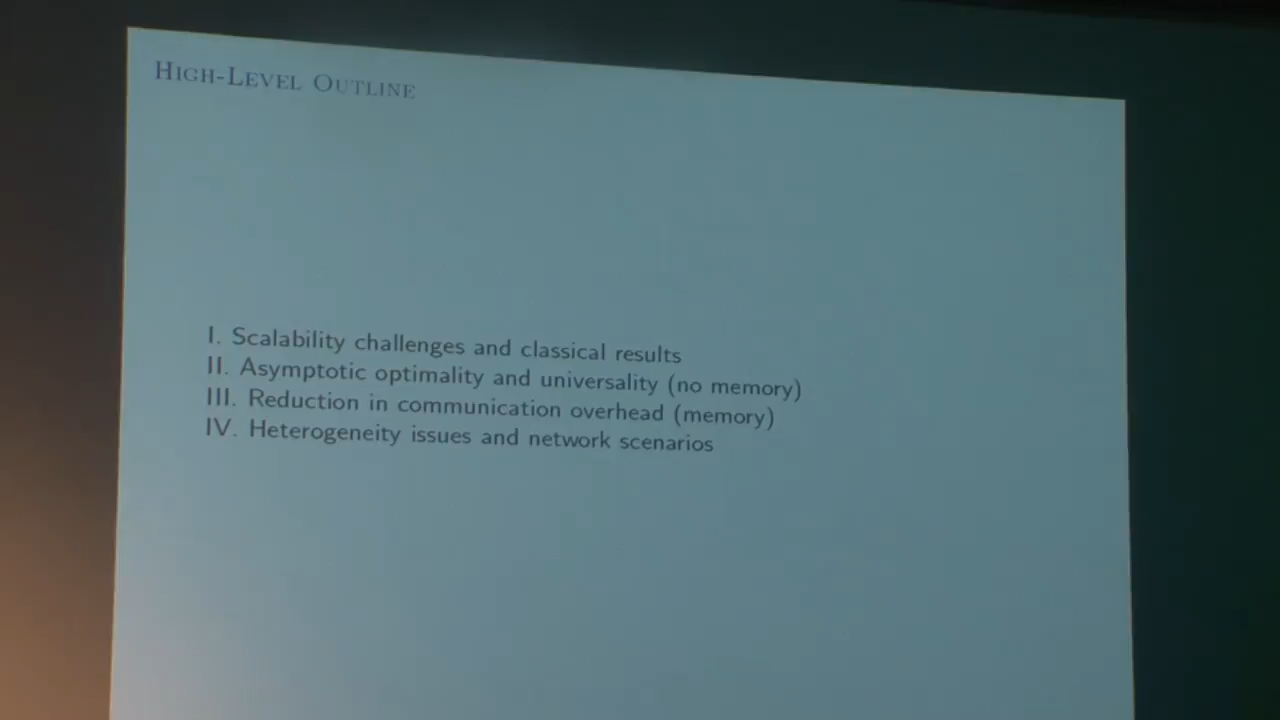 HIGH-LEVEL OUTLINE
I. Scalability challenges and classical results
II. Asymptotic optimality and universality (no memory)
III. Reduction in communication overhead (memory)
IV. Heterogeneity issues and network scenarios